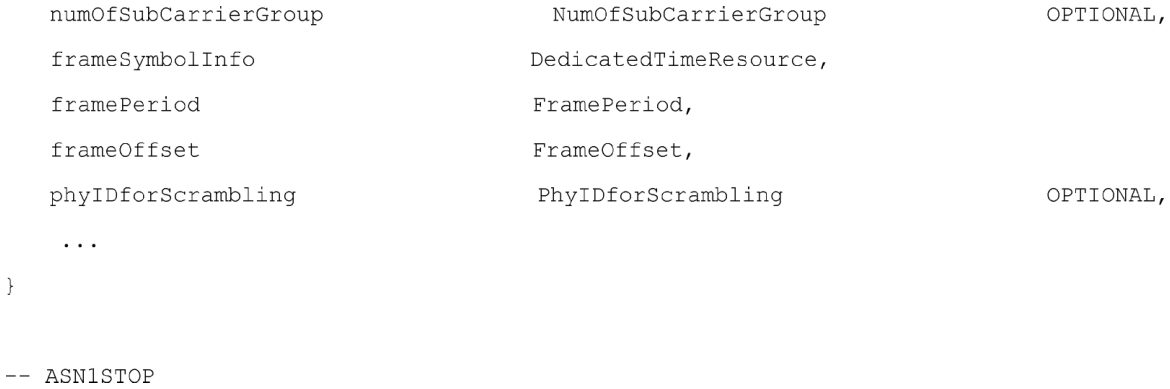 numOfSubCarrierGroup NumOfSubCarrierGroup OPTIONAL,
frameSymbolInfo DedicatedTimeResource,
framePeriod FramePeriod,
frameOffset FrameOffset,
phyIDforScrambling PhyIDforScrambling OPTIONAL,
...
}
-- ASN1STOP